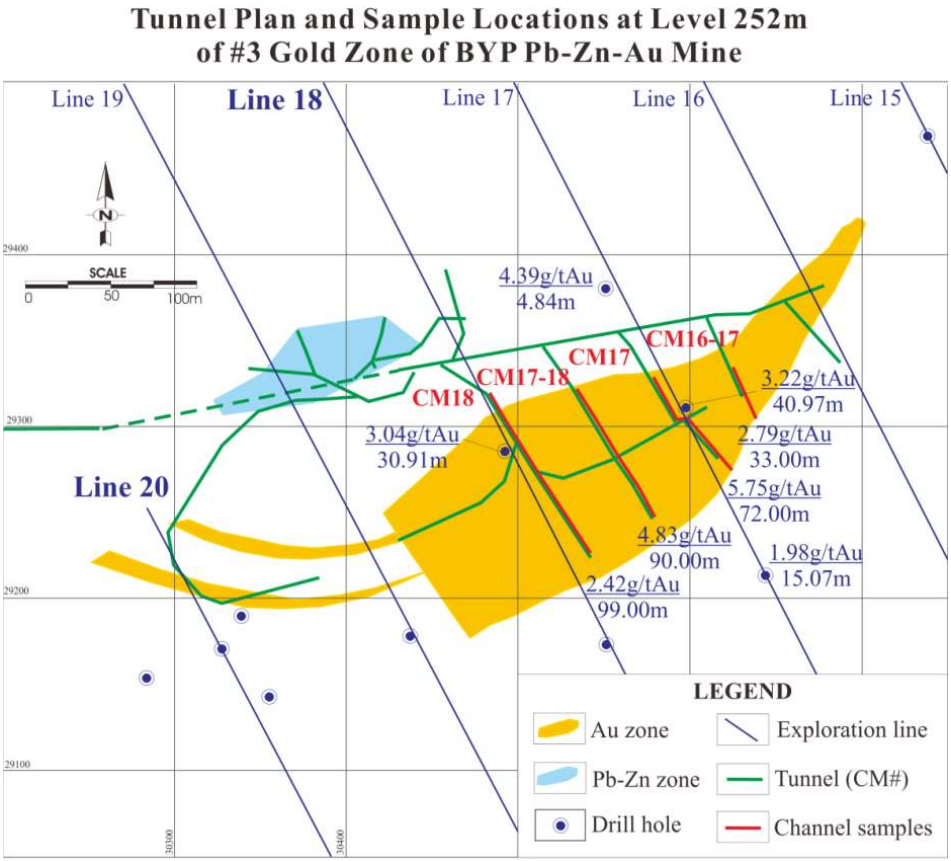 Tunnel Plan and Sample Locations at Level 252m
of #3 Gold Zone of BYP Pb-Zn-Au Mine
Line 19
Line 18
Line 17
Line 16
Line 15
N
29400
SCALE
0 50 100m
4.39g/tAu
4.84m
CM16-17
CM17
CM17-18
CM18
3.22g/tAu
40.97m
29300
3.04g/tAu
30.91m
2.79g/tAu
33.00m
Line 20
5.75g/tAu
72.00m
4.83g/tAu
90.00m
1.98g/tAu
15.07m
2.42g/tAu
99.00m
29200
LEGEND
Au zone
Exploration line
Pb-Zn zone
Tunnel (CM#)
Drill hole
Channel samples
29100
30300
30400